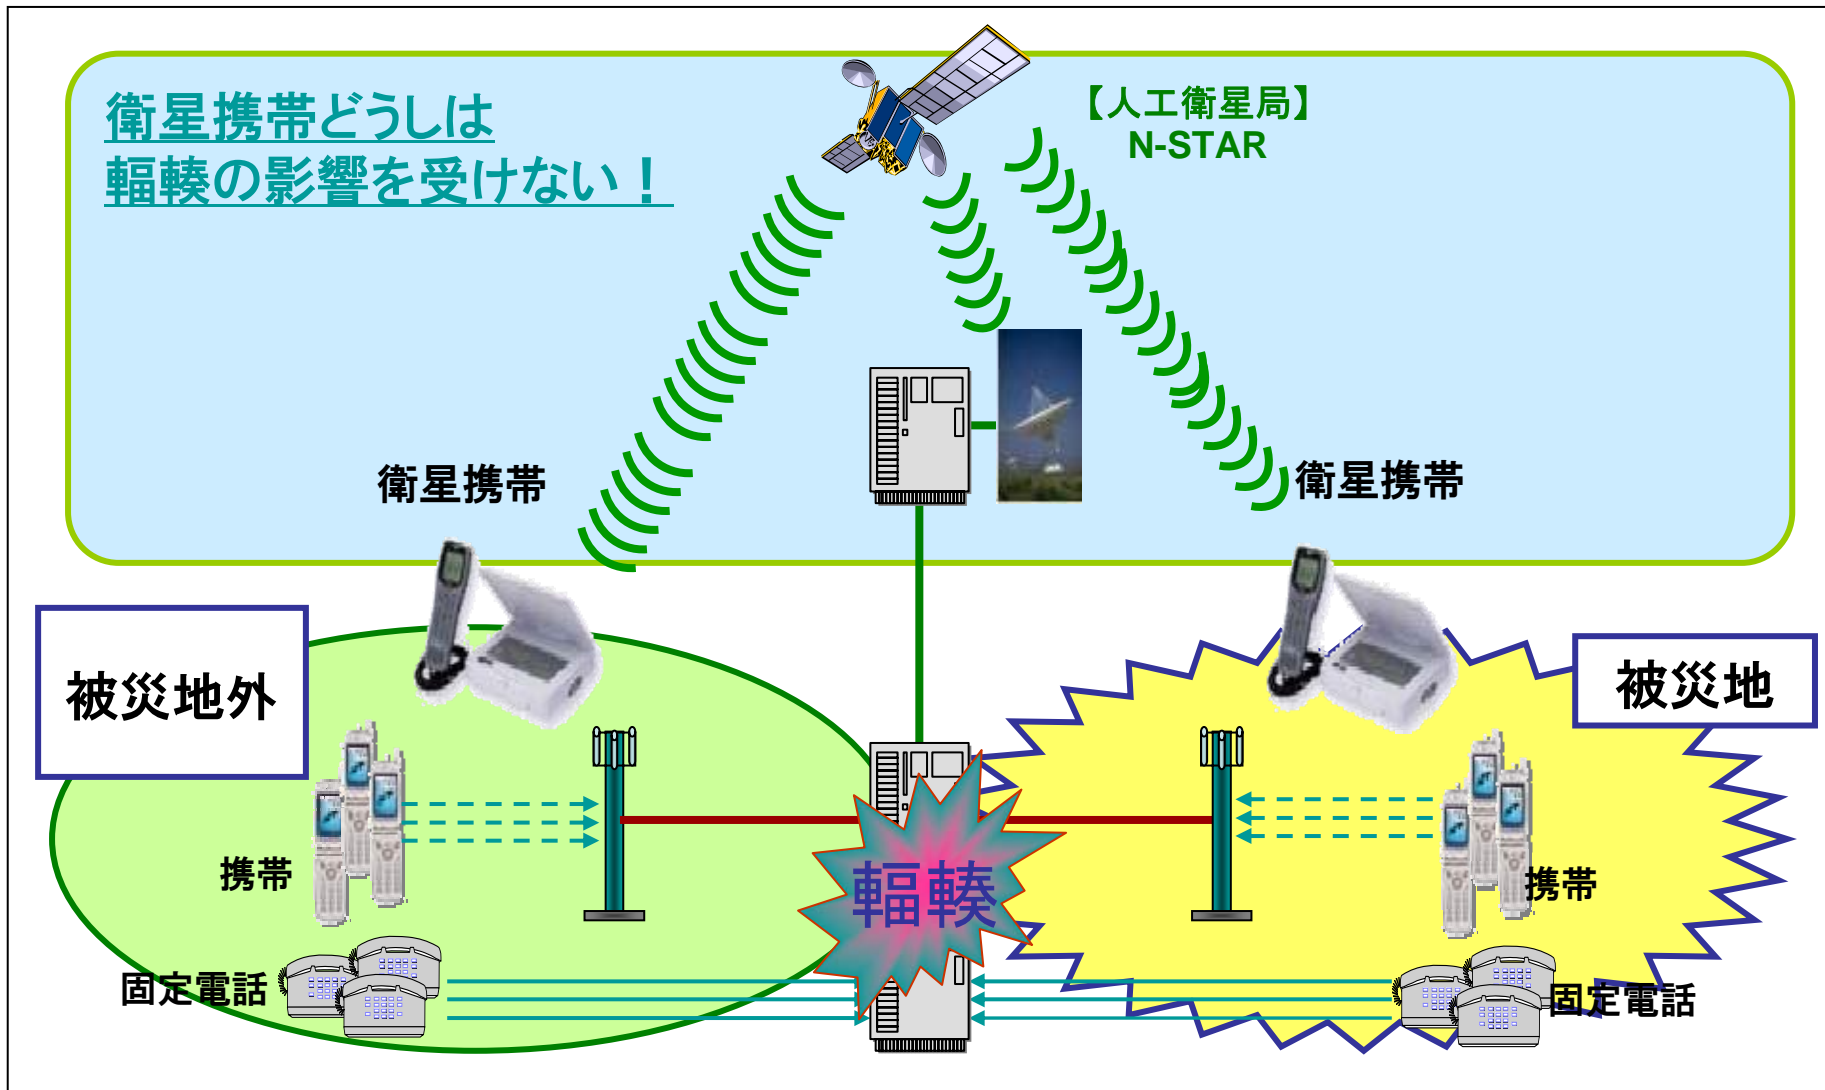 衛星携帯どうしは
輻輳の影響を受けない！
【人工衛星局】
N-STAR
衛星携帯
衛星携帯
被災地外
被災地
携帯
輻輳
携帯
固定電話
固定電話